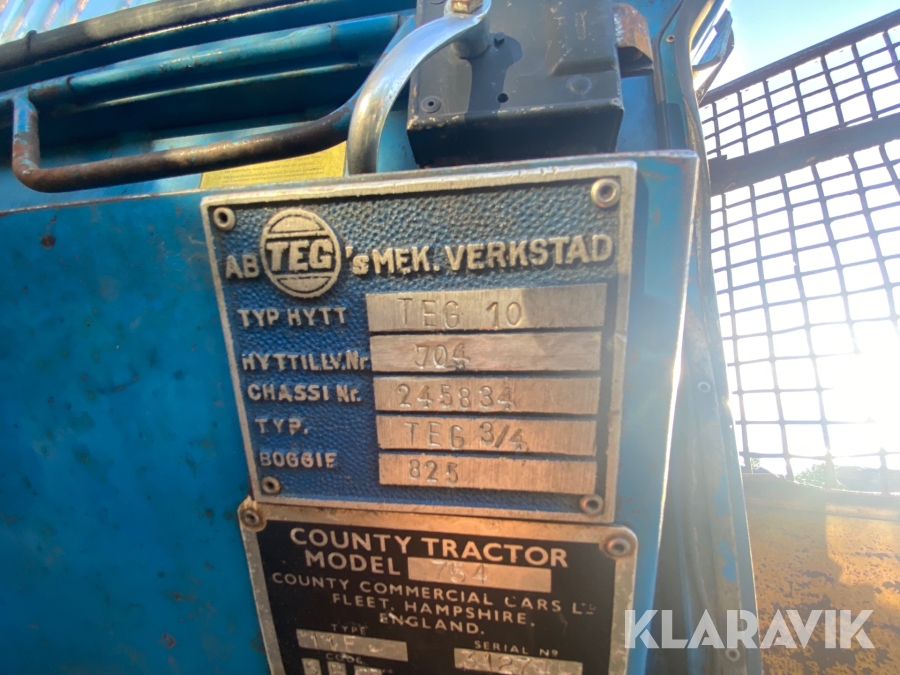 AB TEG's MEK. VERKSTAD
TYP HYTT TEG 10
HYTTILLV.Nr. 704
CHASSI Nr. 245834
TYP. TEG 3/4
BOGGIE 825
COUNTY TRACTOR
MODEL 754
COUNTY COMMERCIAL CARS LTD
FLEET, HAMPSHIRE,
ENGLAND.
TYPE SERIAL Nº
CODE
KLARAVIK